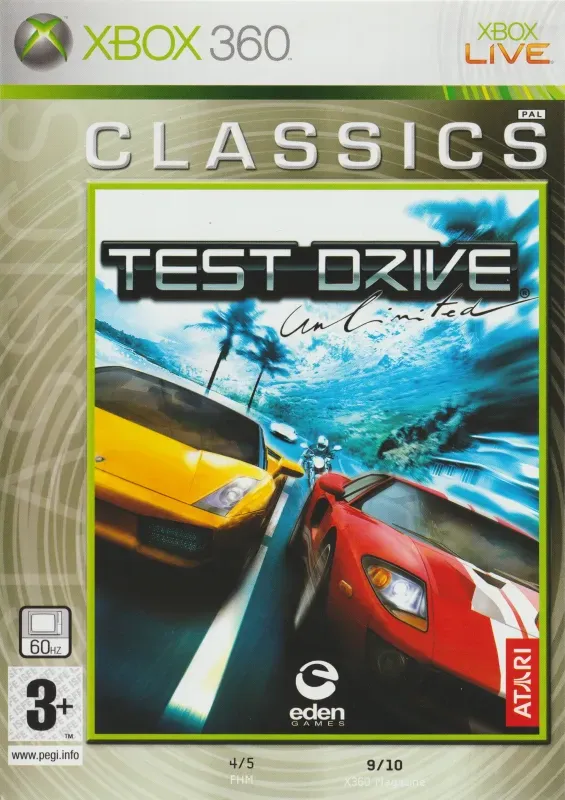 XBOX 360
XBOX
LIVE
PAL
CLASSICS
TEST DRIVE
Unlimited
eden
GAMES
ATARI
60HZ
3+
TM
www.pegi.info
4/5
FHM
9/10
X360 Magazine